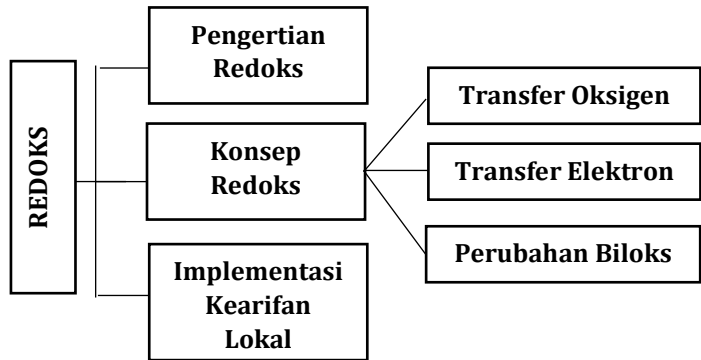 REDOKS
Pengertian
Redoks
Konsep
Redoks
Implementasi
Kearifan
Lokal
Transfer Oksigen
Transfer Elektron
Perubahan Biloks